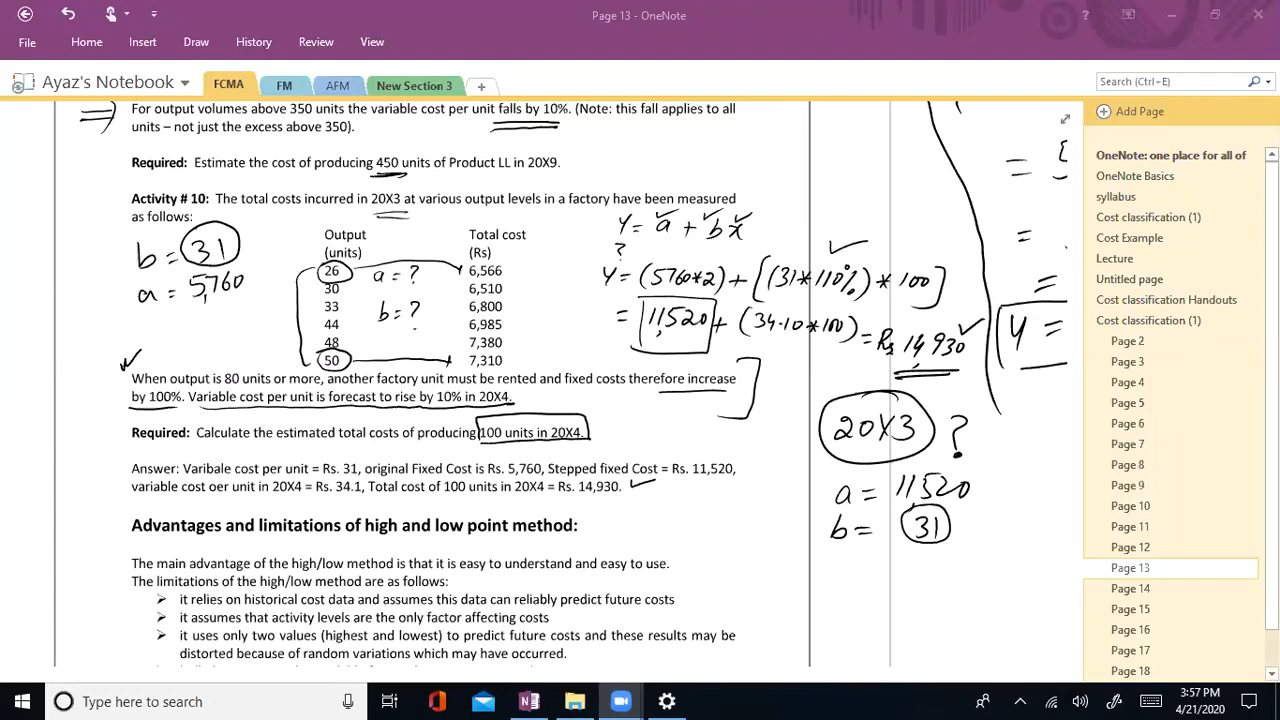 Page 13 - OneNote
File Home Insert Draw History Review View
Ayaz's Notebook FCMA FM AFM New Section 3 + Search (Ctrl+E)
Add Page
For output volumes above 350 units the variable cost per unit falls by 10%. (Note: this fall applies to all
units – not just the excess above 350).
Required: Estimate the cost of producing 450 units of Product LL in 20X9.
Activity # 10: The total costs incurred in 20X3 at various output levels in a factory have been measured
as follows:
Output Total cost
(units) (Rs)
26 6,566
30 6,510
33 6,800
44 6,985
48 7,380
50 7,310
b = 31
a = 5,760
a = ?
b = ?
Y = a + bx
?
Y = (5760*2) + [(31*110%) * 100]
= 11,520 + (34.10*100) = Rs 14,930
When output is 80 units or more, another factory unit must be rented and fixed costs therefore increase
by 100%. Variable cost per unit is forecast to rise by 10% in 20X4.
Required: Calculate the estimated total costs of producing 100 units in 20X4.
Answer: Varibale cost per unit = Rs. 31, original Fixed Cost is Rs. 5,760, Stepped fixed Cost = Rs. 11,520,
variable cost oer unit in 20X4 = Rs. 34.1, Total cost of 100 units in 20X4 = Rs. 14,930.
20X3 ?
a = 11,520
b = 31
=
=
=
Y =
Advantages and limitations of high and low point method:
The main advantage of the high/low method is that it is easy to understand and easy to use.
The limitations of the high/low method are as follows:
it relies on historical cost data and assumes this data can reliably predict future costs
it assumes that activity levels are the only factor affecting costs
it uses only two values (highest and lowest) to predict future costs and these results may be
distorted because of random variations which may have occurred.
OneNote: one place for all of
OneNote Basics
syllabus
Cost classification (1)
Cost Example
Lecture
Untitled page
Cost classification Handouts
Cost classification (1)
Page 2
Page 3
Page 4
Page 5
Page 6
Page 7
Page 8
Page 9
Page 10
Page 11
Page 12
Page 13
Page 14
Page 15
Page 16
Page 17
Page 18
Type here to search
3:57 PM
4/21/2020